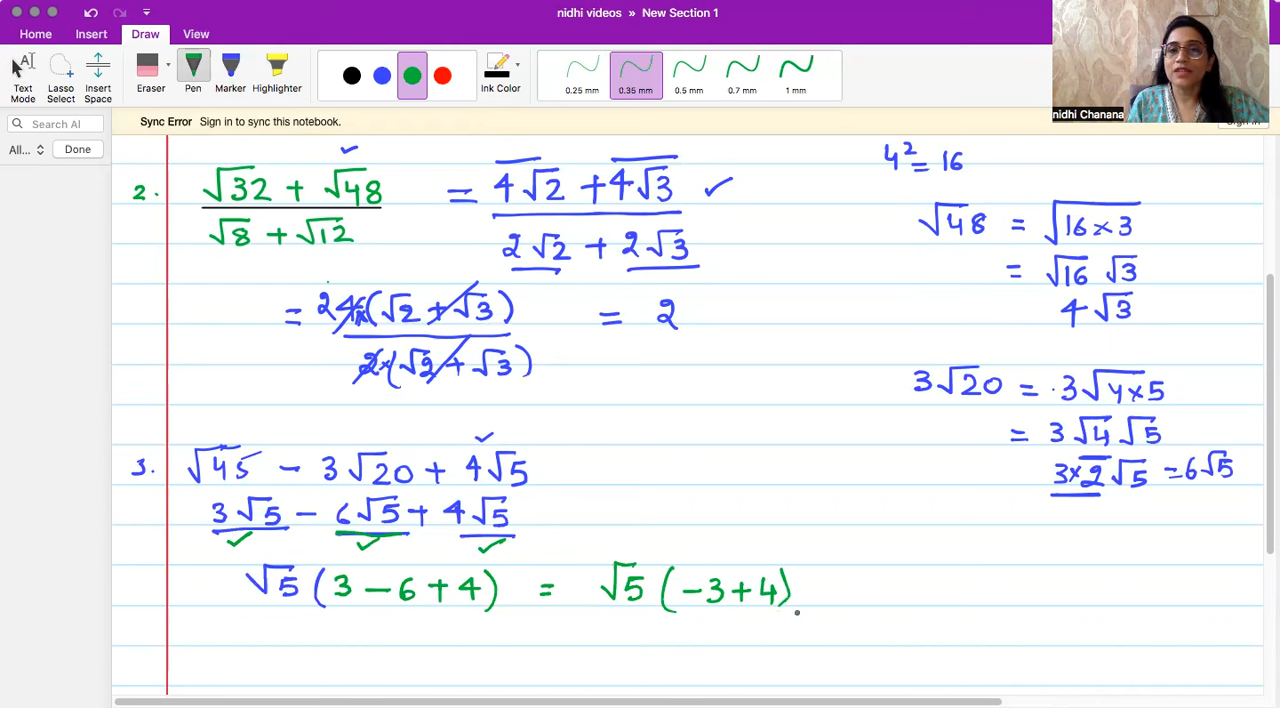 nidhi videos » New Section 1
Home Insert Draw View
Text Mode Lasso Select Insert Space Eraser Pen Marker Highlighter Ink Color 0.25 mm 0.35 mm 0.5 mm 0.7 mm 1 mm
nidhi Chanana
Search Al
Sync Error Sign in to sync this notebook.
All... Done
2. (√32 + √48)/(√8 + √12) = (4√2 + 4√3)/(2√2 + 2√3) ✓
= 2 4×(√2 + √3)/2×(√2 + √3) = 2
3. √45 − 3√20 + 4√5
3√5 − 6√5 + 4√5
√5 (3 − 6 + 4) = √5 (−3 + 4)
4² = 16
√48 = √16 × 3
= √16 √3
4√3
3√20 = 3√4 × 5
= 3√4 √5
3×2√5 = 6√5